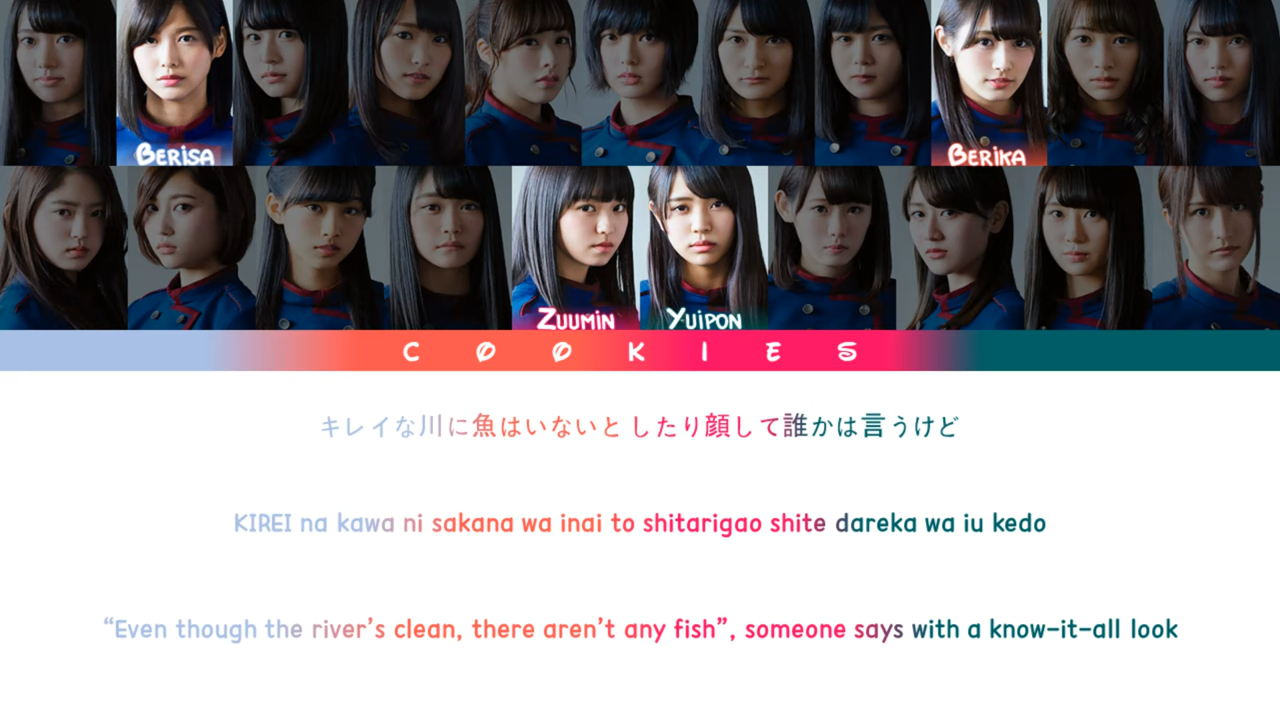 BERISA
BERIKA
ZUUMIN
YUIPON
COOKIES
キレイな川に魚はいないと したり顔して誰かは言うけど
KIREI na kawa ni sakana wa inai to shitarigao shite dareka wa iu kedo
“Even though the river’s clean, there aren’t any fish”, someone says with a know-it-all look